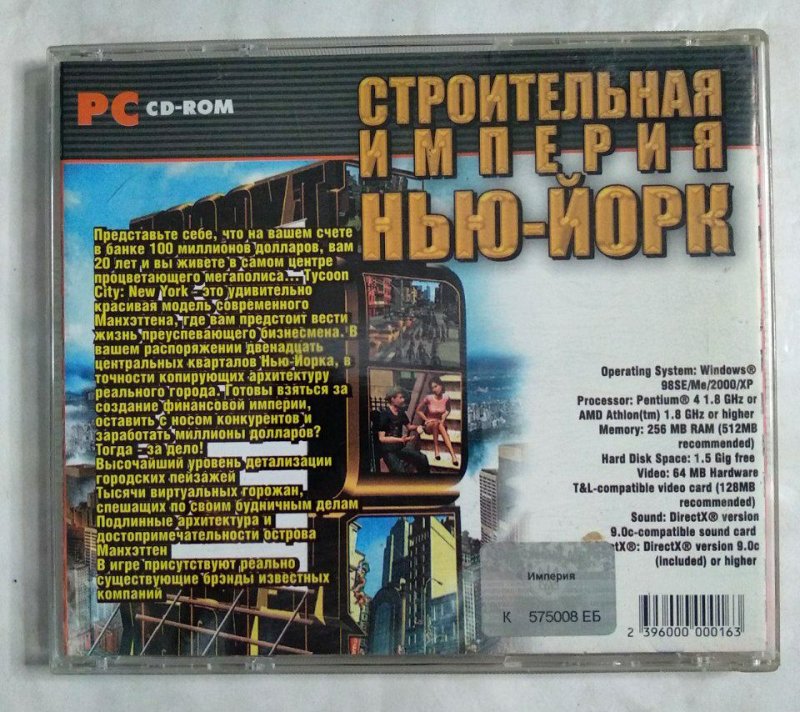 PC CD-ROM
СТРОИТЕЛЬНАЯ
ИМПЕРИЯ
НЬЮ-ЙОРК
Представьте себе, что на вашем счете
в банке 100 миллионов долларов, вам
20 лет и вы живете в самом центре
процветающего мегаполиса... Tycoon
City: New York - это удивительно
красивая модель современного
Манхэттена, где вам предстоит вести
жизнь преуспевающего бизнесмена. В
вашем распоряжении двенадцать
центральных кварталов Нью-Йорка, в
точности копирующих архитектуру
реального города. Готовы взяться за
создание финансовой империи,
оставить с носом конкурентов и
заработать миллионы долларов?
Тогда - за дело!
Высочайший уровень детализации
городских пейзажей
Тысячи виртуальных горожан,
спешащих по своим будничным делам
Подлинные архитектура и
достопримечательности острова
Манхэттен
В игре присутствуют реально
существующие брэнды известных
компаний
Operating System: Windows®
98SE/Me/2000/XP
Processor: Pentium® 4 1.8 GHz or
AMD Athlon(tm) 1.8 GHz or higher
Memory: 256 MB RAM (512MB
recommended)
Hard Disk Space: 1.5 Gig free
Video: 64 MB Hardware
T&L-compatible video card (128MB
recommended)
Sound: DirectX® version
9.0c-compatible sound card
ctX®: DirectX® version 9.0c
(included) or higher
Империя
К 575008 ЕБ
2 396000 000163